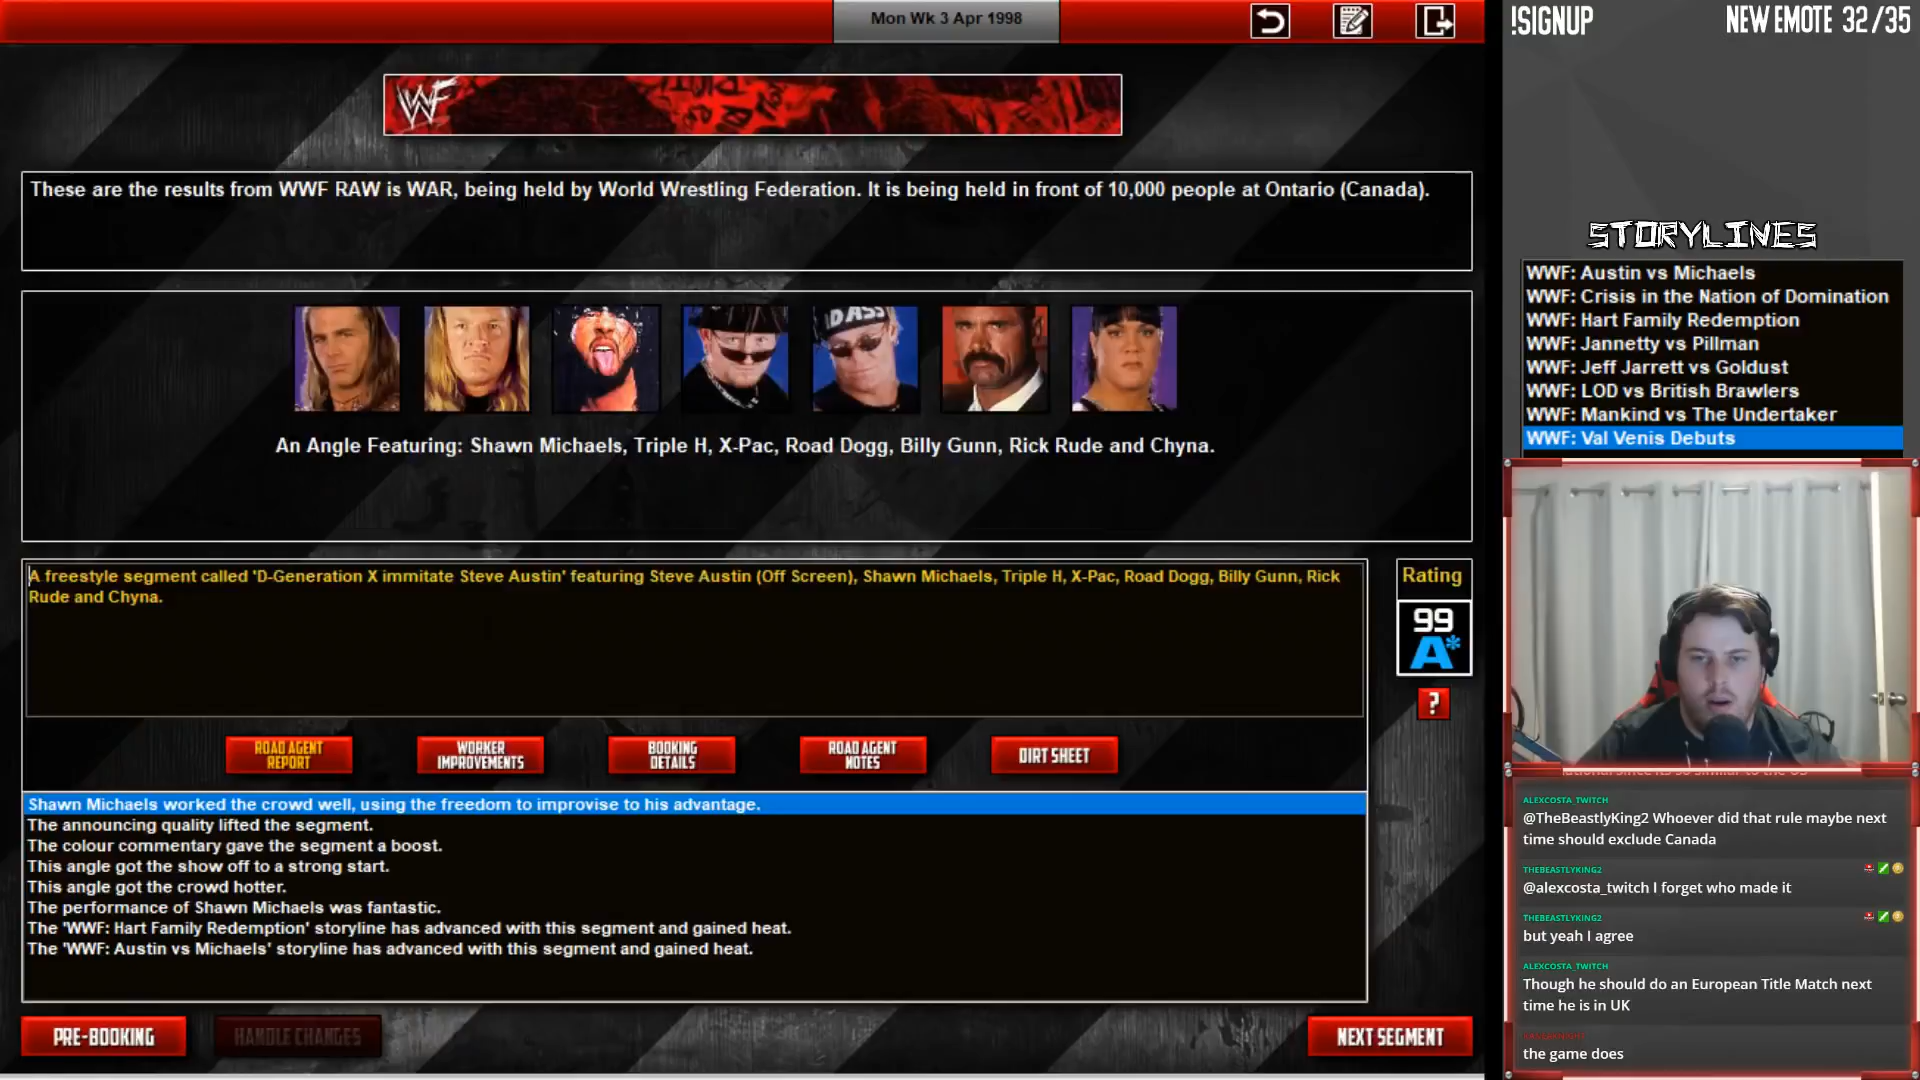 Mon Wk 3 Apr 1998
!SIGNUP
NEW EMOTE 32/35
WWF
These are the results from WWF RAW is WAR, being held by World Wrestling Federation. It is being held in front of 10,000 people at Ontario (Canada).
STORYLINES
WWF: Austin vs Michaels
WWF: Crisis in the Nation of Domination
WWF: Hart Family Redemption
WWF: Jannetty vs Pillman
WWF: Jeff Jarrett vs Goldust
WWF: LOD vs British Brawlers
WWF: Mankind vs The Undertaker
WWF: Val Venis Debuts
An Angle Featuring: Shawn Michaels, Triple H, X-Pac, Road Dogg, Billy Gunn, Rick Rude and Chyna.
A freestyle segment called 'D-Generation X immitate Steve Austin' featuring Steve Austin (Off Screen), Shawn Michaels, Triple H, X-Pac, Road Dogg, Billy Gunn, Rick
Rude and Chyna.
Rating
99
A*
?
ROAD AGENT
REPORT
WORKER
IMPROVEMENTS
BOOKING
DETAILS
ROAD AGENT
NOTES
DIRT SHEET
Shawn Michaels worked the crowd well, using the freedom to improvise to his advantage.
The announcing quality lifted the segment.
The colour commentary gave the segment a boost.
This angle got the show off to a strong start.
This angle got the crowd hotter.
The performance of Shawn Michaels was fantastic.
The 'WWF: Hart Family Redemption' storyline has advanced with this segment and gained heat.
The 'WWF: Austin vs Michaels' storyline has advanced with this segment and gained heat.
PRE-BOOKING
HANDLE CHANGES
NEXT SEGMENT
ALEXCOSTA_TWITCH
@TheBeastlyKing2 Whoever did that rule maybe next
time should exclude Canada
THEBEASTLYKING2
@alexcosta_twitch I forget who made it
THEBEASTLYKING2
but yeah I agree
ALEXCOSTA_TWITCH
Though he should do an European Title Match next
time he is in UK
the game does